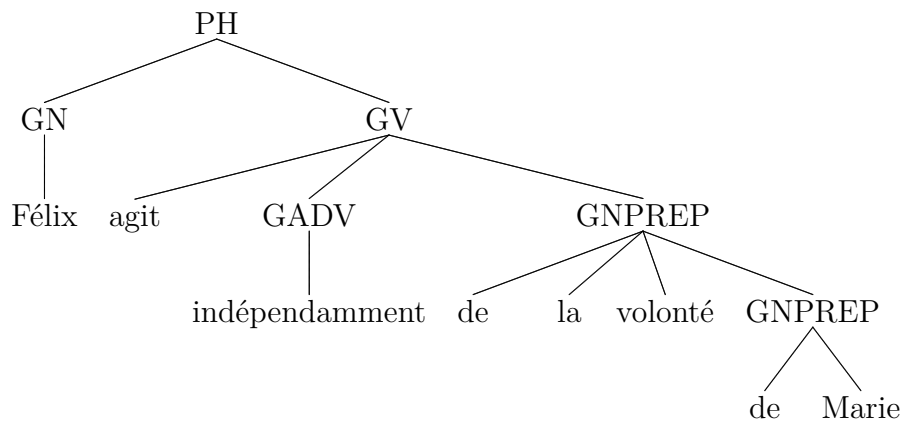 PH
GN GV
Félix agit GADV GNPREP
indépendamment de la volonté GNPREP
de Marie